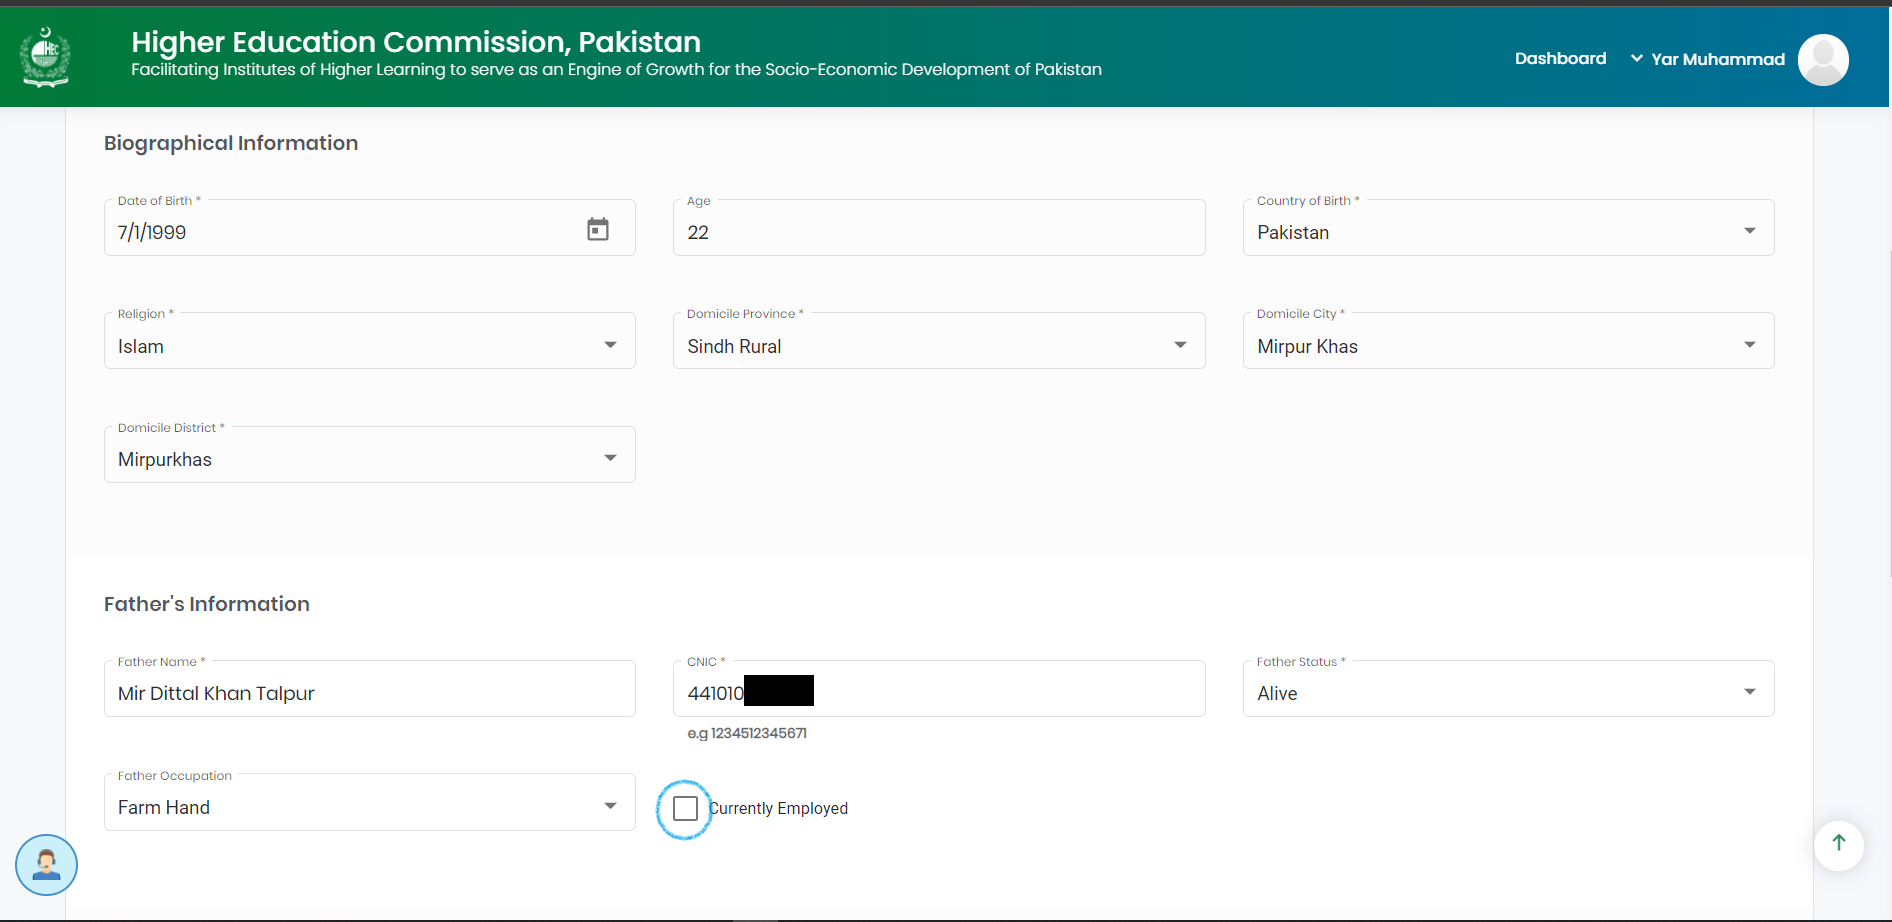 Higher Education Commission, Pakistan
Facilitating Institutes of Higher Learning to serve as an Engine of Growth for the Socio-Economic Development of Pakistan
Dashboard
Yar Muhammad
HEC
Biographical Information
Date of Birth *
7/1/1999
Age
22
Country of Birth *
Pakistan
Religion *
Islam
Domicile Province *
Sindh Rural
Domicile City *
Mirpur Khas
Domicile District *
Mirpurkhas
Father's Information
Father Name *
Mir Dittal Khan Talpur
CNIC *
441010
e.g 1234512345671
Father Status *
Alive
Father Occupation
Farm Hand
Currently Employed